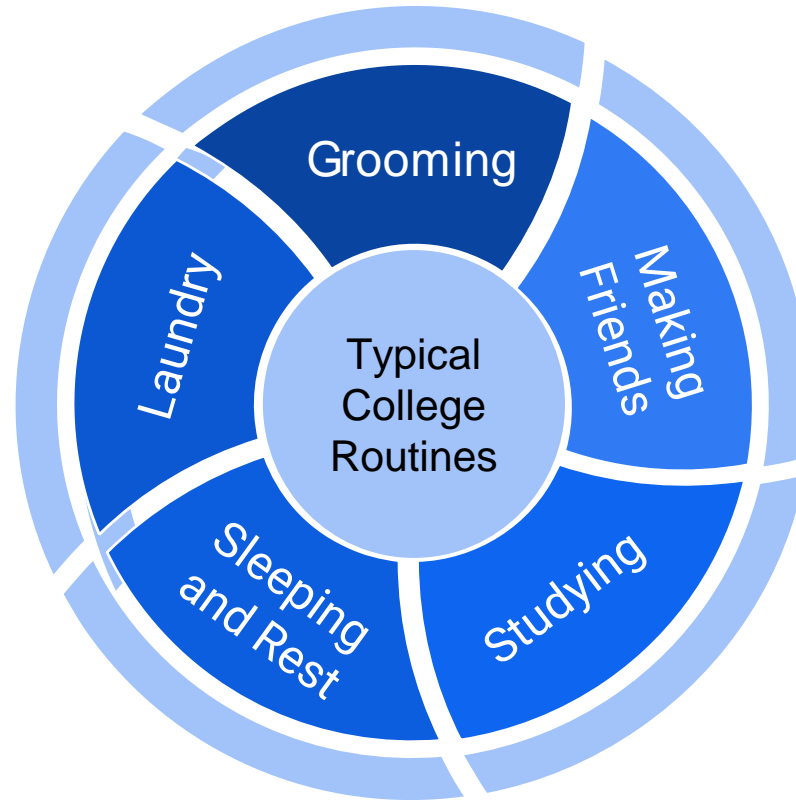 Typical
College
Routines
Grooming
Making
Friends
Studying
Sleeping
and Rest
Laundry